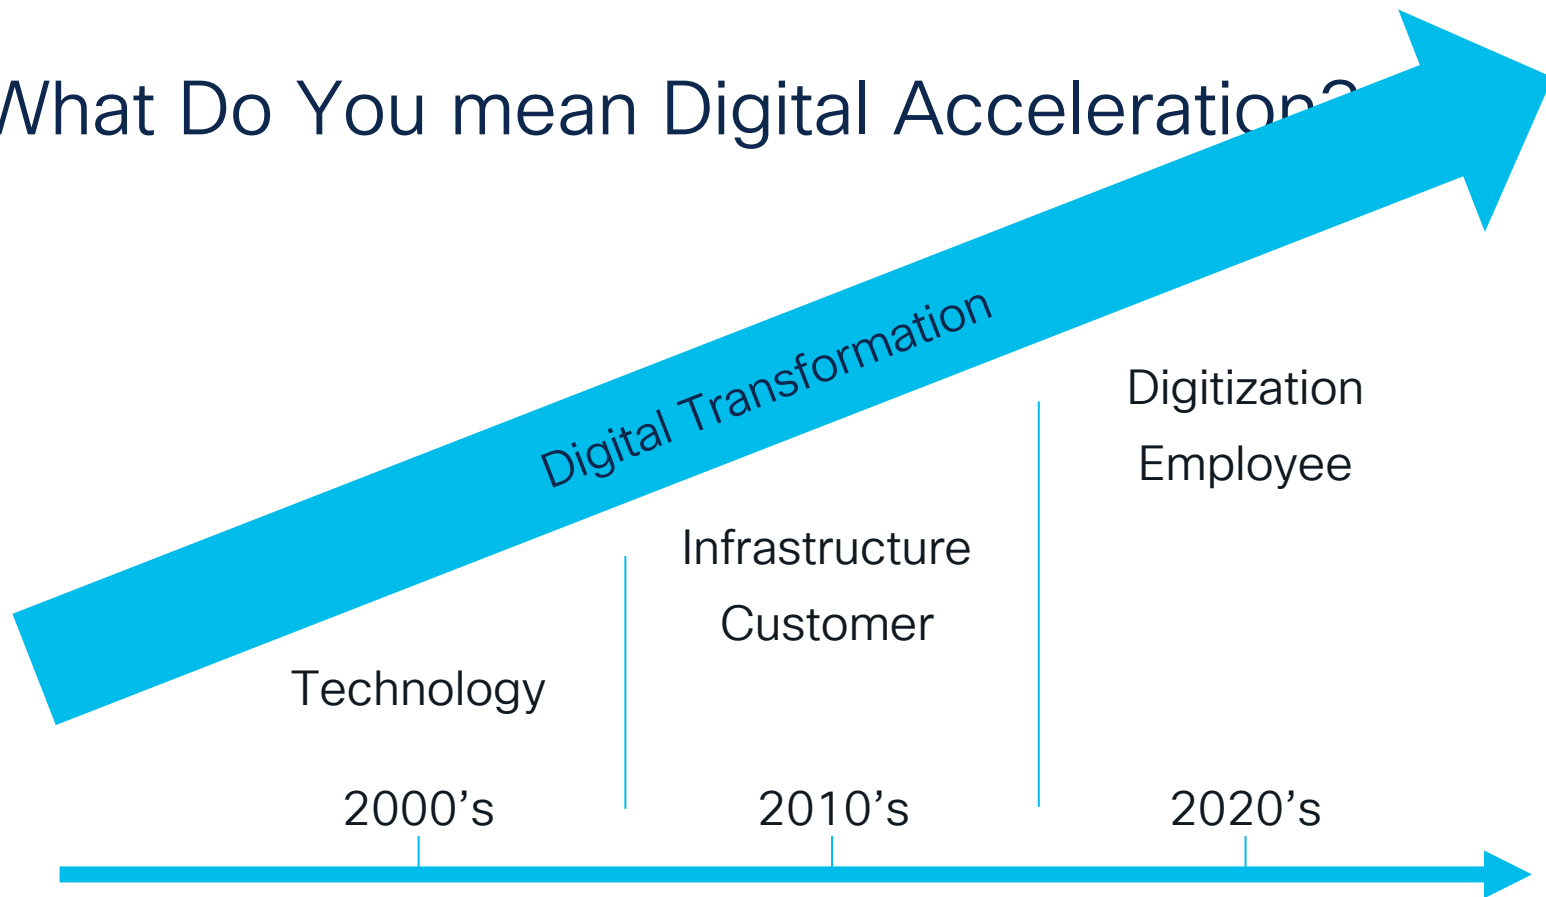 What Do You mean Digital Acceleration?
Digital Transformation
Digitization
Employee
Infrastructure
Customer
Technology
2000's
2010's
2020's